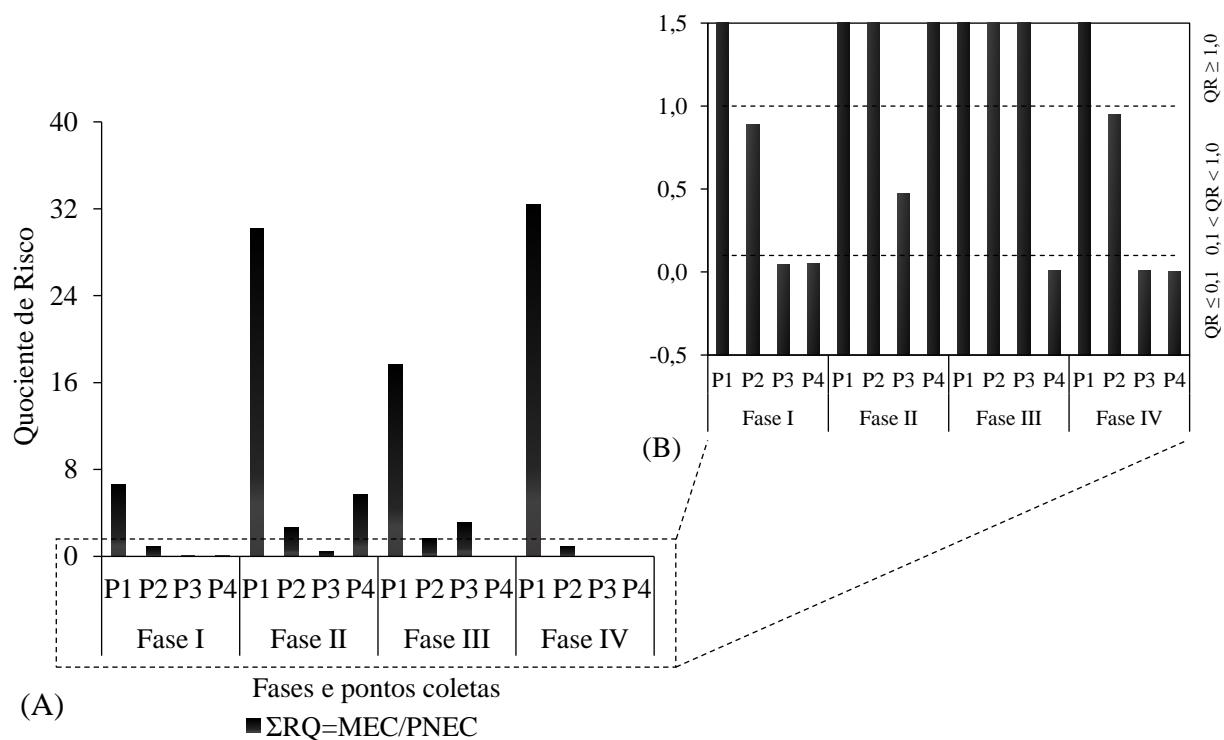 40
32
24
16
8
0
Quociente de Risco
P1 P2 P3 P4 P1 P2 P3 P4 P1 P2 P3 P4 P1 P2 P3 P4
Fase I Fase II Fase III Fase IV
Fases e pontos coletas
(A)
ΣRQ=MEC/PNEC
1,5
1,0
0,5
0,0
-0,5
QR ≤ 0,1 0,1 < QR < 1,0 QR ≥ 1,0
P1 P2 P3 P4 P1 P2 P3 P4 P1 P2 P3 P4 P1 P2 P3 P4
Fase I Fase II Fase III Fase IV
(B)